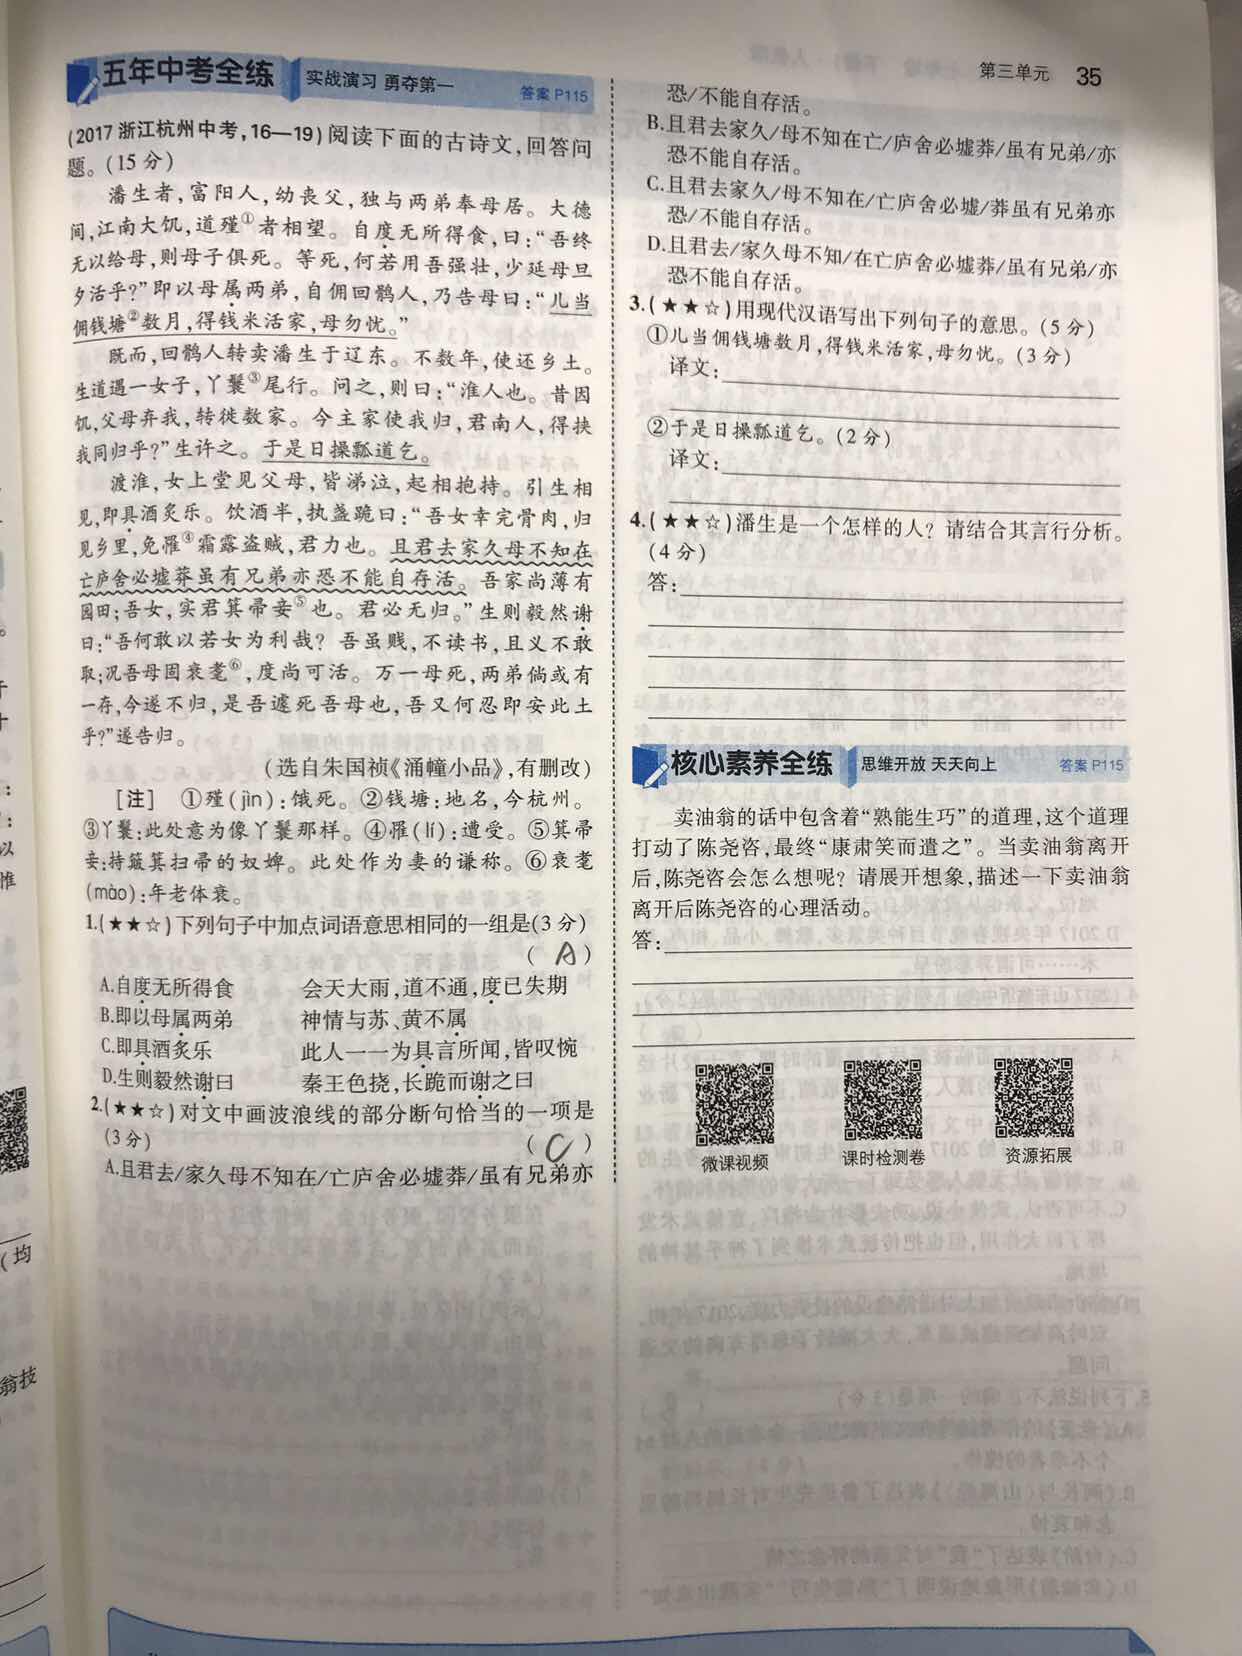 五年中考全练 实战演习 勇夺第一 答案 P115
(2017浙江杭州中考,16—19)阅读下面的古诗文,回答问
题。(15分)
潘生者,富阳人,幼丧父,独与两弟奉母居。大德
间,江南大饥,道殣①者相望。自度无所得食,曰:“吾终
无以给母,则母子俱死。等死,何若用吾强壮,少延母旦
夕活乎?”即以母属两弟,自佣回鹘人,乃告母曰:“儿当
佣钱塘②数月,得钱米活家,母勿忧。”
既而,回鹘人转卖潘生于辽东。不数年,使还乡土。
生道遇一女子,丫鬟③尾行。问之,则曰:“淮人也。昔因
饥,父母弃我,转徙数家。今主家使我归,君南人,得挟
我同归乎?”生许之。于是日操瓢道乞。
渡淮,女上堂见父母,皆涕泣,起相抱持。引生相
见,即具酒炙乐。饮酒半,执盏跪曰:“吾女幸完骨肉,归
见乡里,免罹④霜露盗贼,君力也。且君去家久母不知在
亡庐舍必墟莽虽有兄弟亦恐不能自存活。吾家尚薄有
园田;吾女,实君箕帚妾⑤也。君必无归。”生则毅然谢
曰:“吾何敢以若女为利哉?吾虽贱,不读书,且义不敢
取;况吾母固衰耄⑥,度尚可活。万一母死,两弟倘或有
一存,今遂不归,是吾遽死吾母也,吾又何忍即安此土
乎?”遂告归。
(选自朱国祯《涌幢小品》,有删改)
[注] ①殣(jìn):饿死。②钱塘:地名,今杭州。
③丫鬟:此处意为像丫鬟那样。④罹(lí):遭受。⑤箕帚
妾:持簸箕扫帚的奴婢。此处作为妻的谦称。⑥衰耄
(mào):年老体衰。
1.(★★☆)下列句子中加点词语意思相同的一组是(3分)
( A )
A.自度无所得食 会天大雨,道不通,度已失期
B.即以母属两弟 神情与苏、黄不属
C.即具酒炙乐 此人一一为具言所闻,皆叹惋
D.生则毅然谢曰 秦王色挠,长跪而谢之曰
2.(★★☆)对文中画波浪线的部分断句恰当的一项是
(3分) ( C )
A.且君去/家久母不知在/亡庐舍必墟莽/虽有兄弟亦
第三单元 35
恐/不能自存活。
B.且君去家久/母不知在亡/庐舍必墟莽/虽有兄弟/亦
恐不能自存活。
C.且君去家久/母不知在/亡庐舍必墟/莽虽有兄弟亦
恐/不能自存活。
D.且君去/家久母不知/在亡庐舍必墟莽/虽有兄弟/亦
恐不能自存活。
3.(★★☆)用现代汉语写出下列句子的意思。(5分)
①儿当佣钱塘数月,得钱米活家,母勿忧。(3分)
译文:
②于是日操瓢道乞。(2分)
译文:
4.(★★☆)潘生是一个怎样的人?请结合其言行分析。
(4分)
答:
核心素养全练 思维开放 天天向上 答案 P115
卖油翁的话中包含着“熟能生巧”的道理,这个道理
打动了陈尧咨,最终“康肃笑而遣之”。当卖油翁离开
后,陈尧咨会怎么想呢?请展开想象,描述一下卖油翁
离开后陈尧咨的心理活动。
答:
微课视频 课时检测卷 资源拓展
(均
翁技